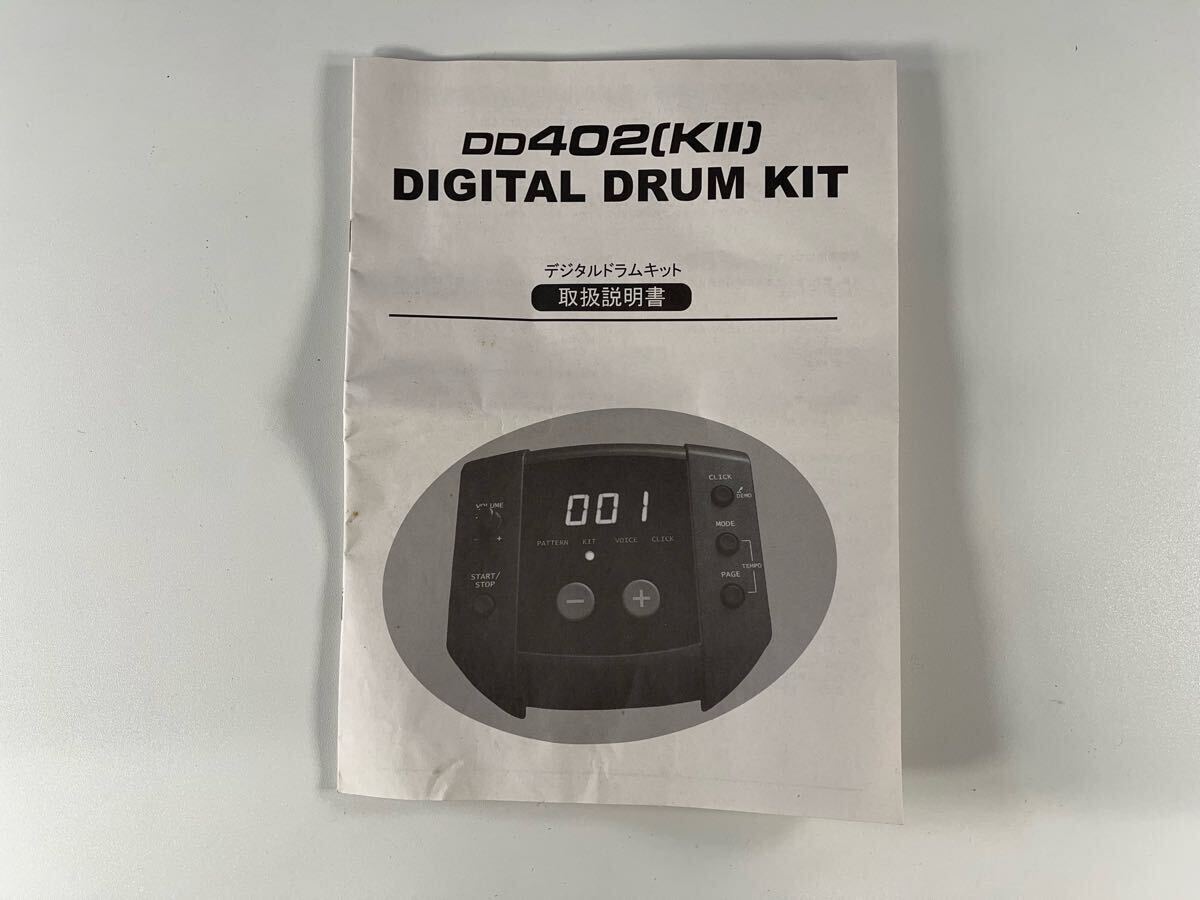 DD402(KII)
DIGITAL DRUM KIT
デジタルドラムキット
取扱説明書
VOLUME
- +
START/
STOP
001
PATTERN KIT VOICE CLICK
- +
CLICK
DEMO
MODE
TEMPO
PAGE